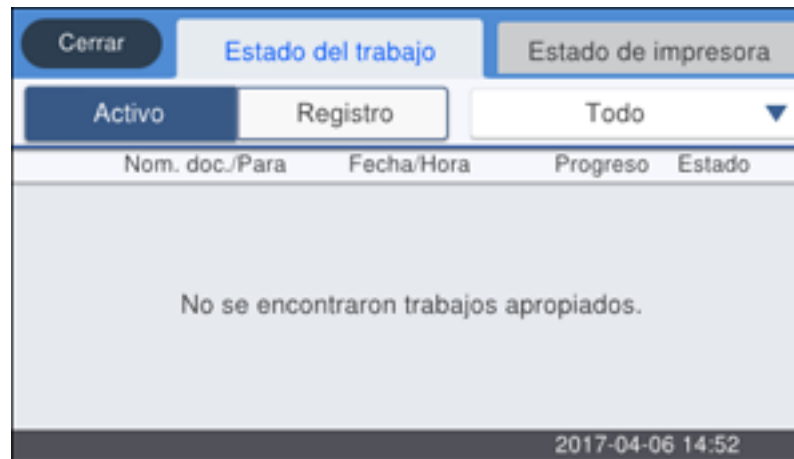 Cerrar Estado del trabajo Estado de impresora
Activo Registro Todo
Nom. doc./Para Fecha/Hora Progreso Estado
No se encontraron trabajos apropiados.
2017-04-06 14:52